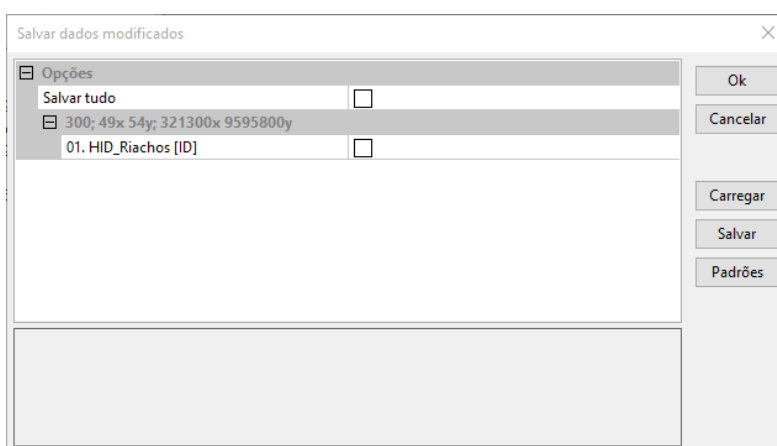 Salvar dados modificados
Opções
Salvar tudo
300; 49x 54y; 321300x 9595800y
01. HID_Riachos [ID]
Ok
Cancelar
Carregar
Salvar
Padrões